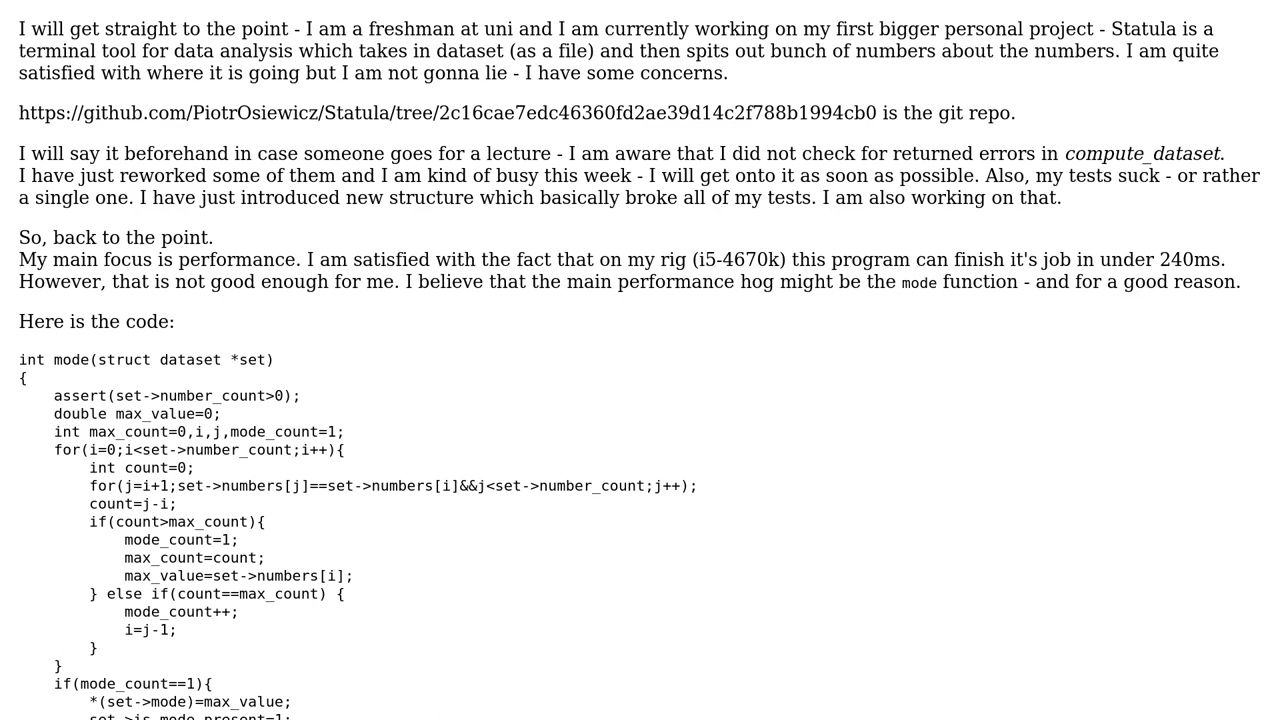 I will get straight to the point - I am a freshman at uni and I am currently working on my first bigger personal project - Statula is a
terminal tool for data analysis which takes in dataset (as a file) and then spits out bunch of numbers about the numbers. I am quite
satisfied with where it is going but I am not gonna lie - I have some concerns.
https://github.com/PiotrOsiewicz/Statula/tree/2c16cae7edc46360fd2ae39d14c2f788b1994cb0 is the git repo.
I will say it beforehand in case someone goes for a lecture - I am aware that I did not check for returned errors in compute_dataset.
I have just reworked some of them and I am kind of busy this week - I will get onto it as soon as possible. Also, my tests suck - or rather
a single one. I have just introduced new structure which basically broke all of my tests. I am also working on that.
So, back to the point.
My main focus is performance. I am satisfied with the fact that on my rig (i5-4670k) this program can finish it's job in under 240ms.
However, that is not good enough for me. I believe that the main performance hog might be the mode function - and for a good reason.
Here is the code:
int mode(struct dataset *set)
{
    assert(set->number_count>0);
    double max_value=0;
    int max_count=0,i,j,mode_count=1;
    for(i=0;i<set->number_count;i++){
        int count=0;
        for(j=i+1;set->numbers[j]==set->numbers[i]&&j<set->number_count;j++);
        count=j-i;
        if(count>max_count){
            mode_count=1;
            max_count=count;
            max_value=set->numbers[i];
        } else if(count==max_count) {
            mode_count++;
            i=j-1;
        }
    }
    if(mode_count==1){
        *(set->mode)=max_value;
        set->is_mode_present=1;